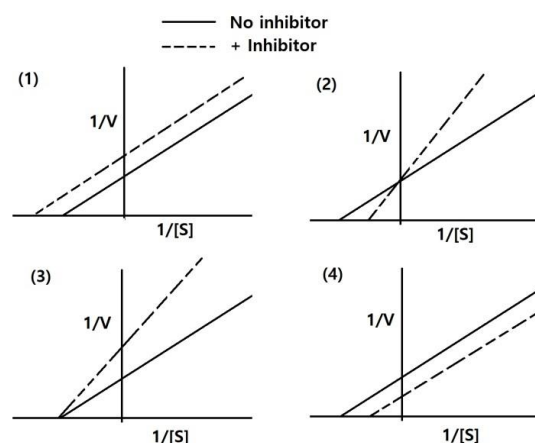 No inhibitor
+ Inhibitor
(1)
1/V
1/[S]
(2)
1/V
1/[S]
(3)
1/V
1/[S]
(4)
1/V
1/[S]